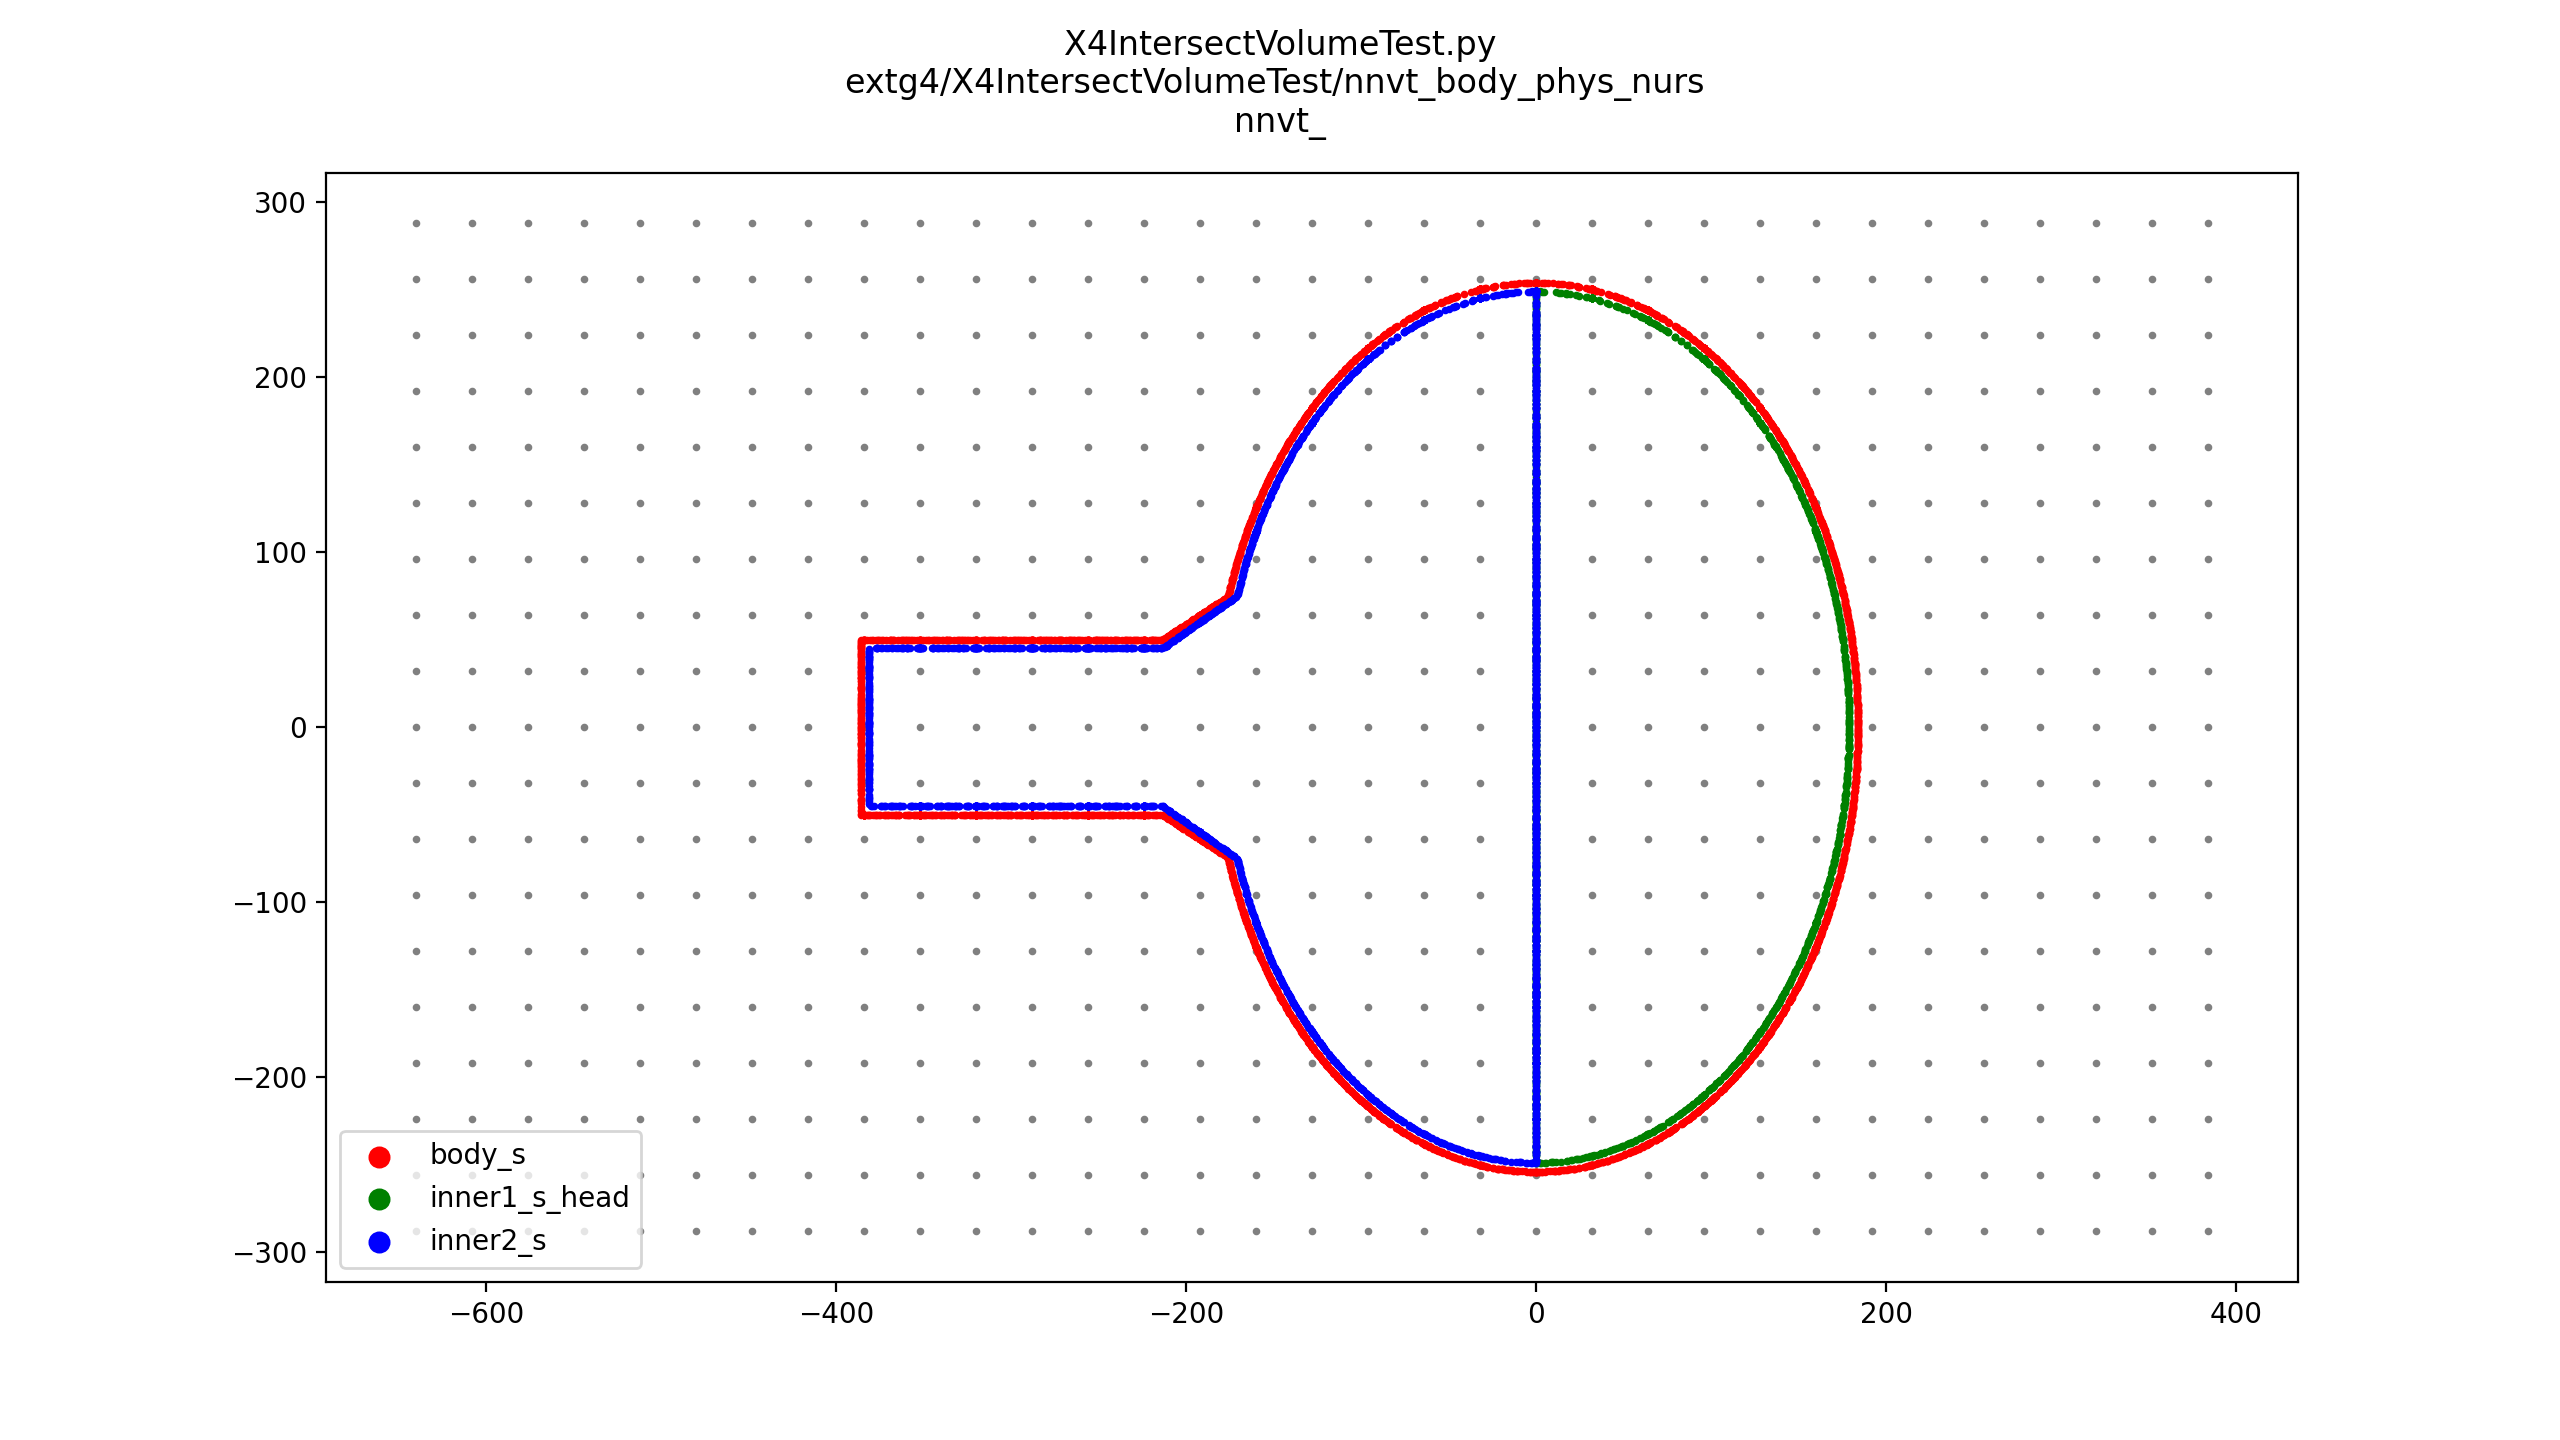 X4IntersectVolumeTest.py
extg4/X4IntersectVolumeTest/nnvt_body_phys_nurs
nnvt_
300
200
100
0
−100
−200
−300
body_s
inner1_s_head
inner2_s
−600
−400
−200
0
200
400